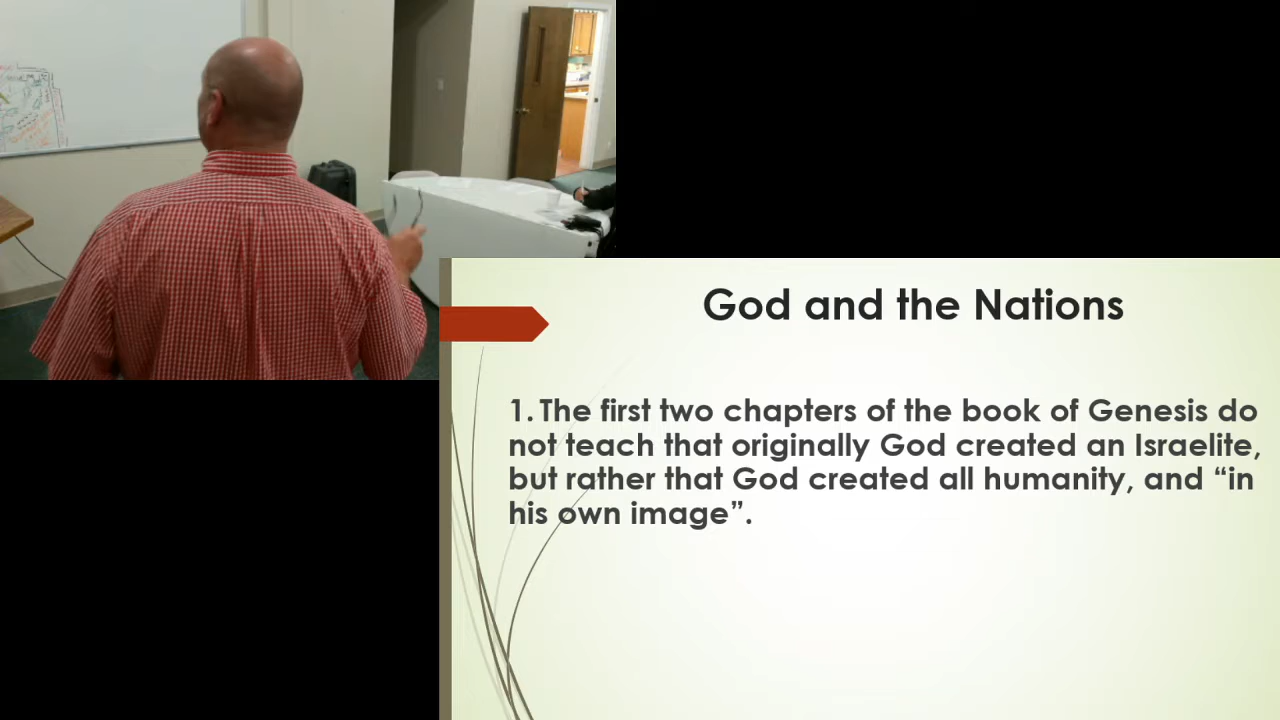 God and the Nations
1. The first two chapters of the book of Genesis do
not teach that originally God created an Israelite,
but rather that God created all humanity, and “in
his own image”.